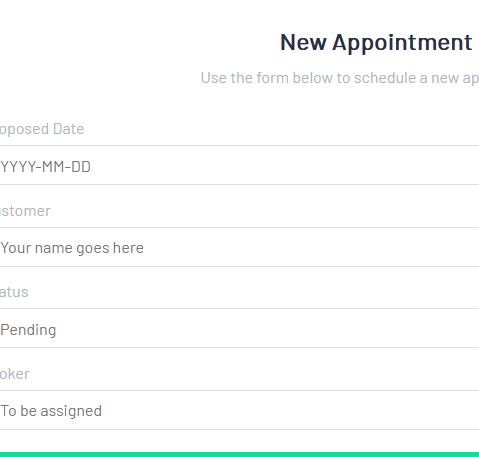 New Appointment
Use the form below to schedule a new ap
oposed Date
YYYY-MM-DD
stomer
Your name goes here
atus
Pending
oker
To be assigned